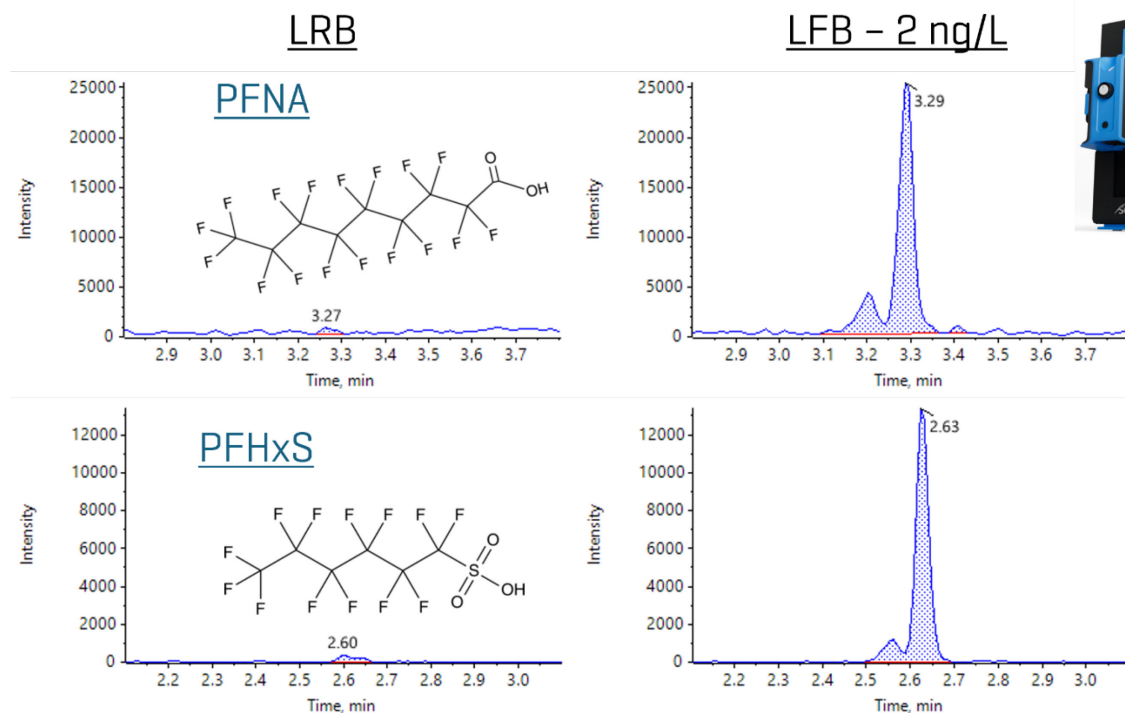 LRB
LFB – 2 ng/L
PFNA
25000
20000
15000
10000
5000
0
Intensity
F F F F F F F F F F F F F F F F F O OH
3.27
2.9 3.0 3.1 3.2 3.3 3.4 3.5 3.6 3.7
Time, min
25000
20000
15000
10000
5000
0
Intensity
3.29
2.9 3.0 3.1 3.2 3.3 3.4 3.5 3.6 3.7
Time, min
PFHxS
12000
10000
8000
6000
4000
2000
0
Intensity
F F F F F F F F F F F F F O S OH O
2.60
2.2 2.3 2.4 2.5 2.6 2.7 2.8 2.9 3.0
Time, min
12000
10000
8000
6000
4000
2000
0
Intensity
2.63
2.2 2.3 2.4 2.5 2.6 2.7 2.8 2.9 3.0
Time, min